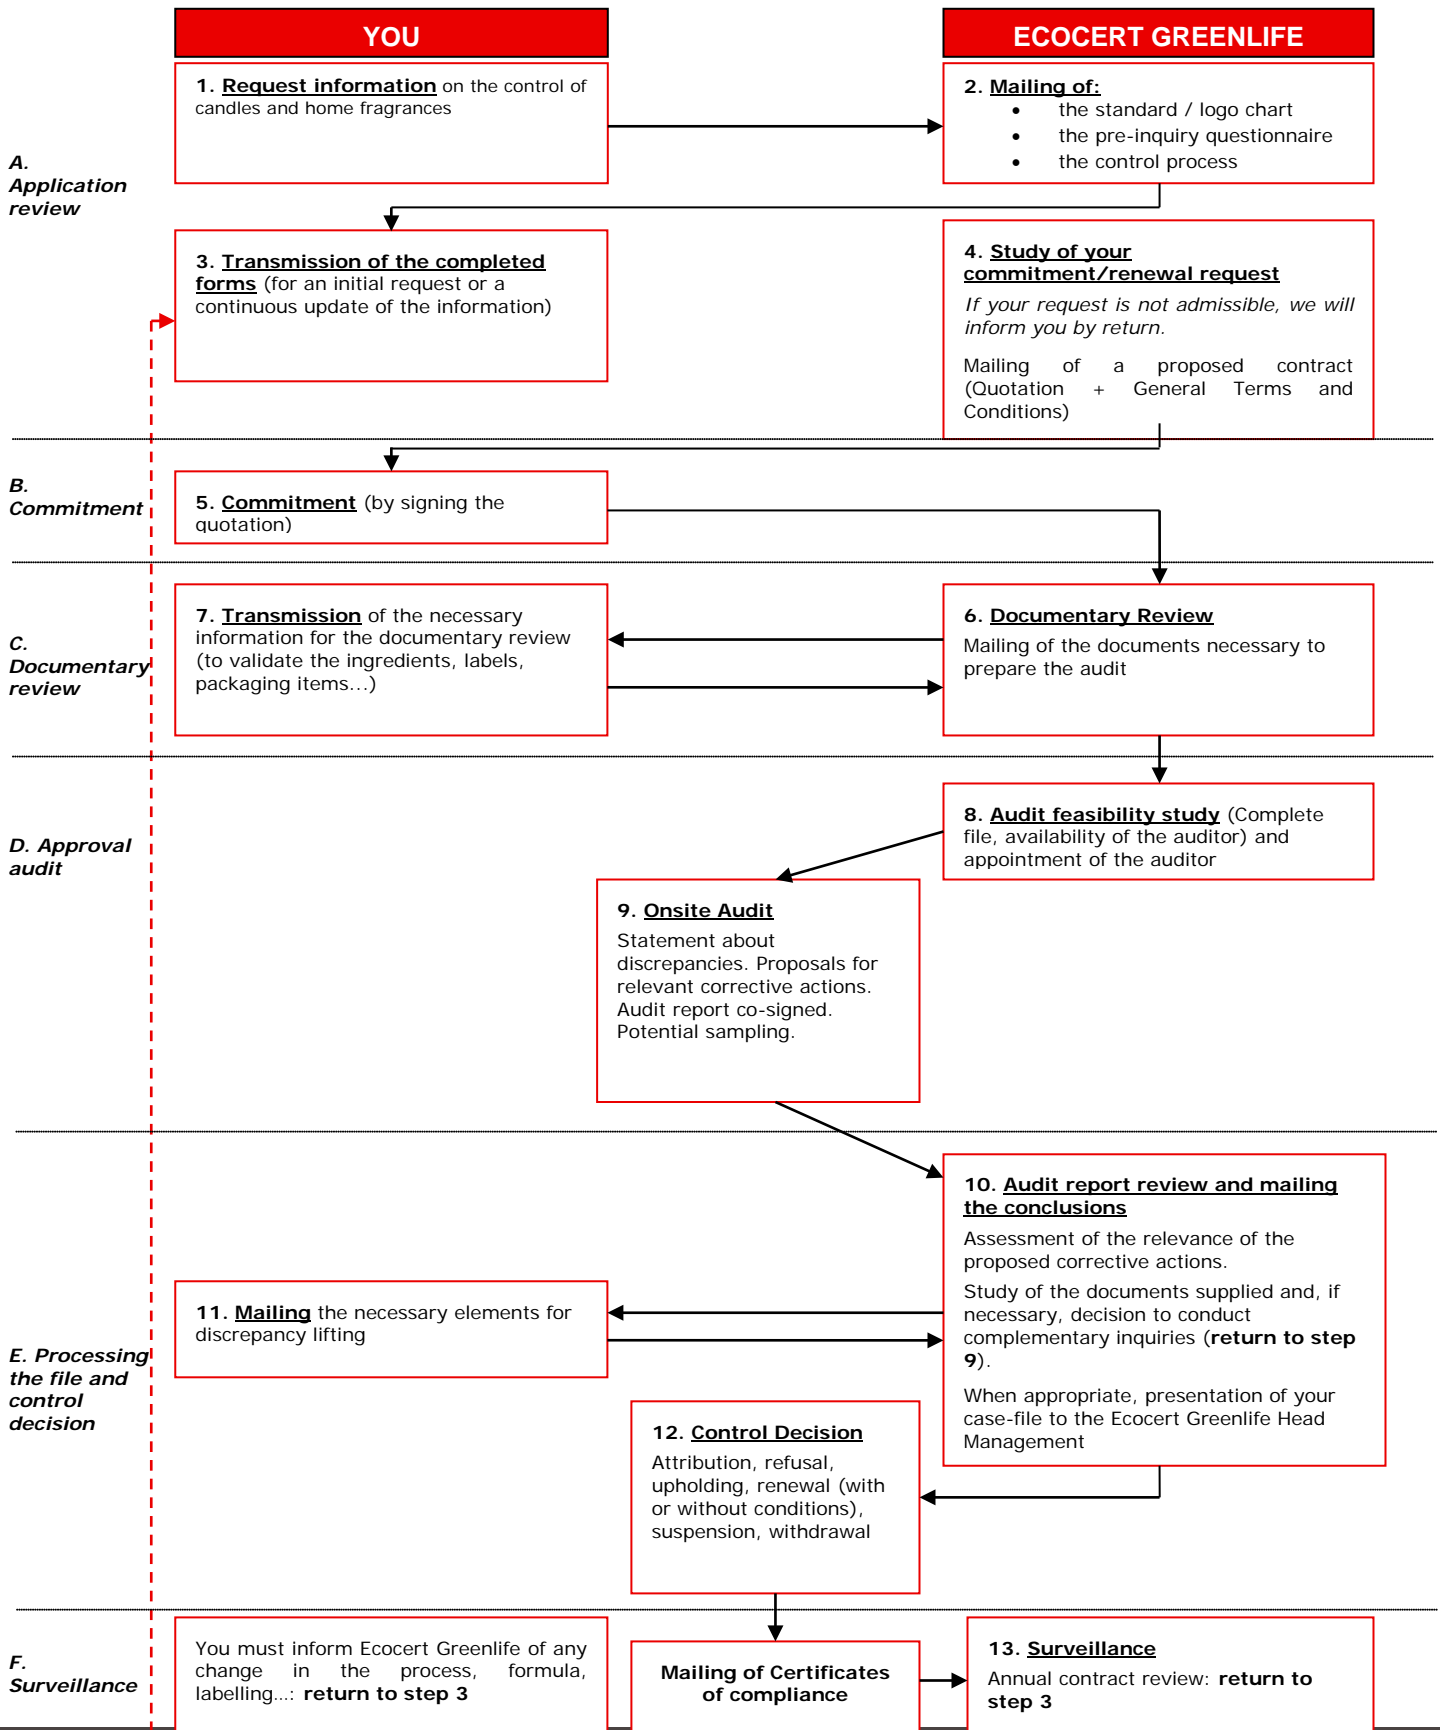 YOU
ECOCERT GREENLIFE
A.
Application
review
1. Request information on the control of
candles and home fragrances
2. Mailing of:
• the standard / logo chart
• the pre-inquiry questionnaire
• the control process
3. Transmission of the completed
forms (for an initial request or a
continuous update of the information)
4. Study of your
commitment/renewal request
If your request is not admissible, we will
inform you by return.
Mailing of a proposed contract
(Quotation + General Terms and
Conditions)
B.
Commitment
5. Commitment (by signing the
quotation)
C.
Documentary
review
7. Transmission of the necessary
information for the documentary review
(to validate the ingredients, labels,
packaging items...)
6. Documentary Review
Mailing of the documents necessary to
prepare the audit
D. Approval
audit
8. Audit feasibility study (Complete
file, availability of the auditor) and
appointment of the auditor
9. Onsite Audit
Statement about
discrepancies. Proposals for
relevant corrective actions.
Audit report co-signed.
Potential sampling.
E. Processing
the file and
control
decision
10. Audit report review and mailing
the conclusions
Assessment of the relevance of the
proposed corrective actions.
Study of the documents supplied and, if
necessary, decision to conduct
complementary inquiries (return to step
9).
When appropriate, presentation of your
case-file to the Ecocert Greenlife Head
Management
11. Mailing the necessary elements for
discrepancy lifting
12. Control Decision
Attribution, refusal,
upholding, renewal (with
or without conditions),
suspension, withdrawal
F.
Surveillance
You must inform Ecocert Greenlife of any
change in the process, formula,
labelling...: return to step 3
Mailing of Certificates
of compliance
13. Surveillance
Annual contract review: return to
step 3